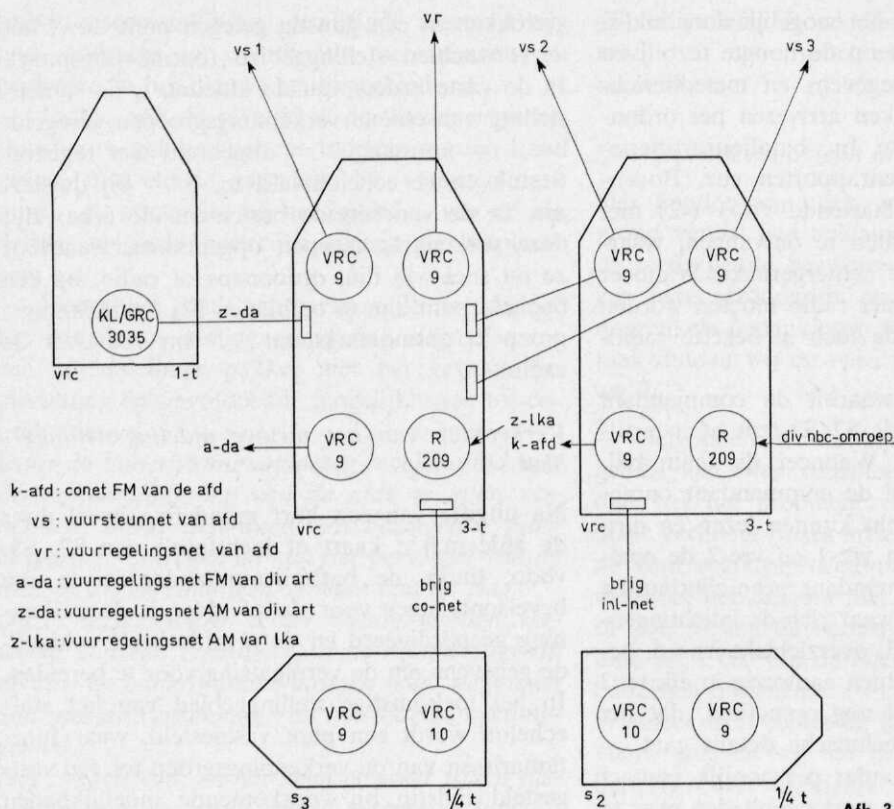 vs 1
vr
vs 2
vs 3
KL/GRC
3035
vrc
1-t
z-da
VRC
9
VRC
9
VRC
9
R
209
a-da
vrc
3-t
VRC
9
VRC
9
z-lka
k-afd
VRC
9
R
209
div nbc-omroep
vrc
3-t
k-afd: conet FM van de afd
vs: vuursteunnet van afd
vr: vuurregelingsnet van afd
a-da: vuurregelings net FM van div art
z-da: vuurregelingsnet AM van div art
z-lka: vuurregelingsnet AM van lka
brig
co-net
brig
inl-net
VRC
9
VRC
10
s3
1/4 t
VRC
10
VRC
9
s2
1/4 t